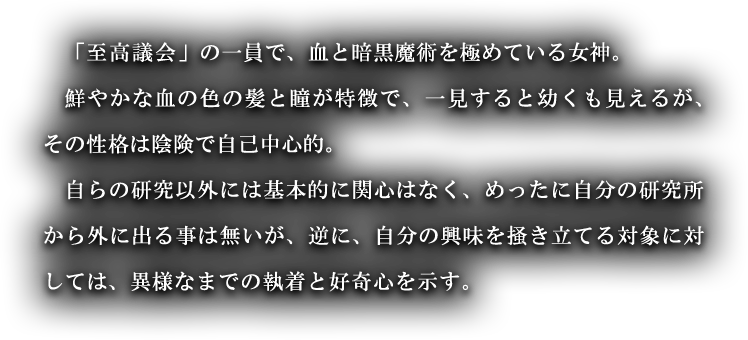 「至高議会」の一員で、血と暗黒魔術を極めている女神。
鮮やかな血の色の髪と瞳が特徴で、一見すると幼くも見えるが、
その性格は陰険で自己中心的。
自らの研究以外には基本的に関心はなく、めったに自分の研究所
から外に出る事は無いが、逆に、自分の興味を掻き立てる対象に対
しては、異様なまでの執着と好奇心を示す。